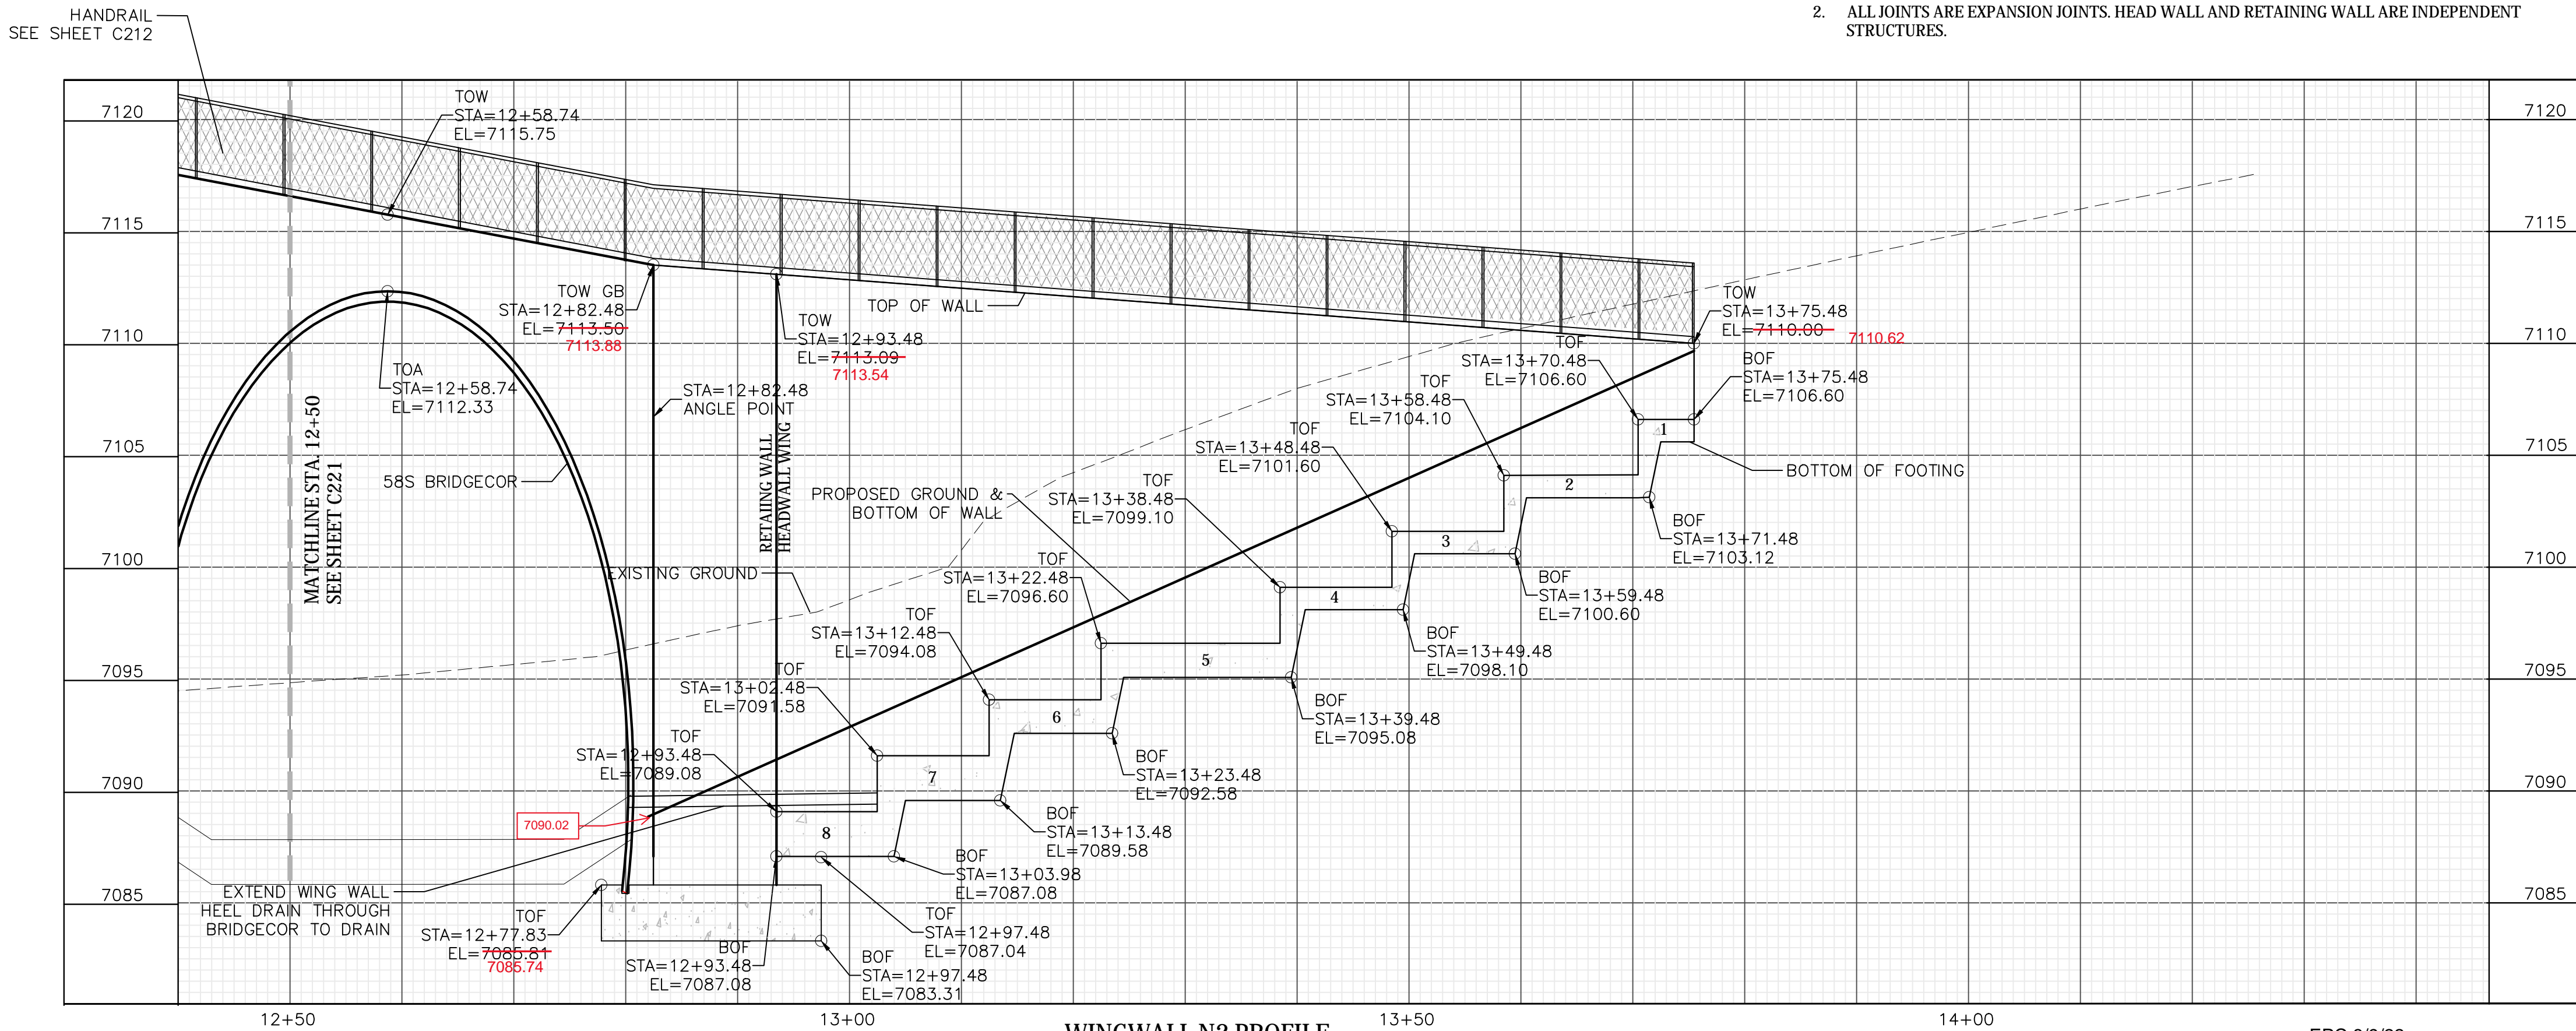 HANDRAIL
SEE SHEET C212
2. ALL JOINTS ARE EXPANSION JOINTS. HEAD WALL AND RETAINING WALL ARE INDEPENDENT
STRUCTURES.
7120
7115
7110
7105
7100
7095
7090
7085
7120
7115
7110
7105
7100
7095
7090
7085
TOW
STA=12+58.74
EL=7115.75
TOW GB
STA=12+82.48
EL=7113.50
7113.88
TOP OF WALL
TOW
STA=12+93.48
EL=7113.09
7113.54
TOW
STA=13+75.48
EL=7110.00
7110.62
TOA
STA=12+58.74
EL=7112.33
STA=12+82.48
ANGLE POINT
MATCHLINE STA. 12+50
SEE SHEET C221
58S BRIDGECOR
RETAING WALL
HEADWALL WING
TOF
STA=13+70.48
EL=7106.60
BOF
STA=13+75.48
EL=7106.60
TOF
STA=13+58.48
EL=7104.10
TOF
STA=13+48.48
EL=7101.60
TOF
STA=13+38.48
EL=7099.10
PROPOSED GROUND &
BOTTOM OF WALL
BOTTOM OF FOOTING
1
2
3
4
5
6
7
8
BOF
STA=13+71.48
EL=7103.12
EXISTING GROUND
TOF
STA=13+22.48
EL=7096.60
BOF
STA=13+59.48
EL=7100.60
TOF
STA=13+12.48
EL=7094.08
BOF
STA=13+49.48
EL=7098.10
TOF
STA=13+02.48
EL=7091.58
BOF
STA=13+39.48
EL=7095.08
TOF
STA=12+93.48
EL=7089.08
BOF
STA=13+23.48
EL=7092.58
7090.02
BOF
STA=13+13.48
EL=7089.58
BOF
STA=13+03.98
EL=7087.08
EXTEND WING WALL
HEEL DRAIN THROUGH
BRIDGECOR TO DRAIN
TOF
STA=12+77.83
EL=7085.81
7085.74
TOF
STA=12+97.48
EL=7087.04
BOF
STA=12+93.48
EL=7087.08
BOF
STA=12+97.48
EL=7083.31
12+50
13+00
13+50
14+00
WINGWALL N2 PROFILE